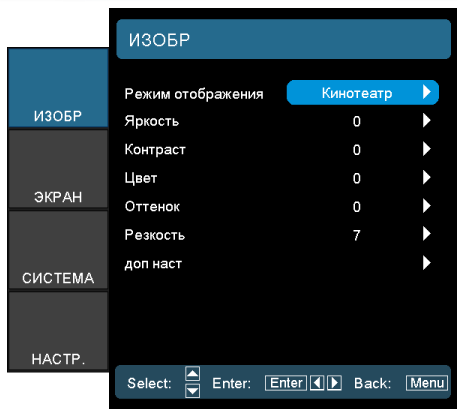 ИЗОБР
ИЗОБР
ЭКРАН
СИСТЕМА
НАСТР.
Режим отображения Кинотеатр
Яркость 0
Контраст 0
Цвет 0
Оттенок 0
Резкость 7
доп наст
Select: Enter: Enter Back: Menu